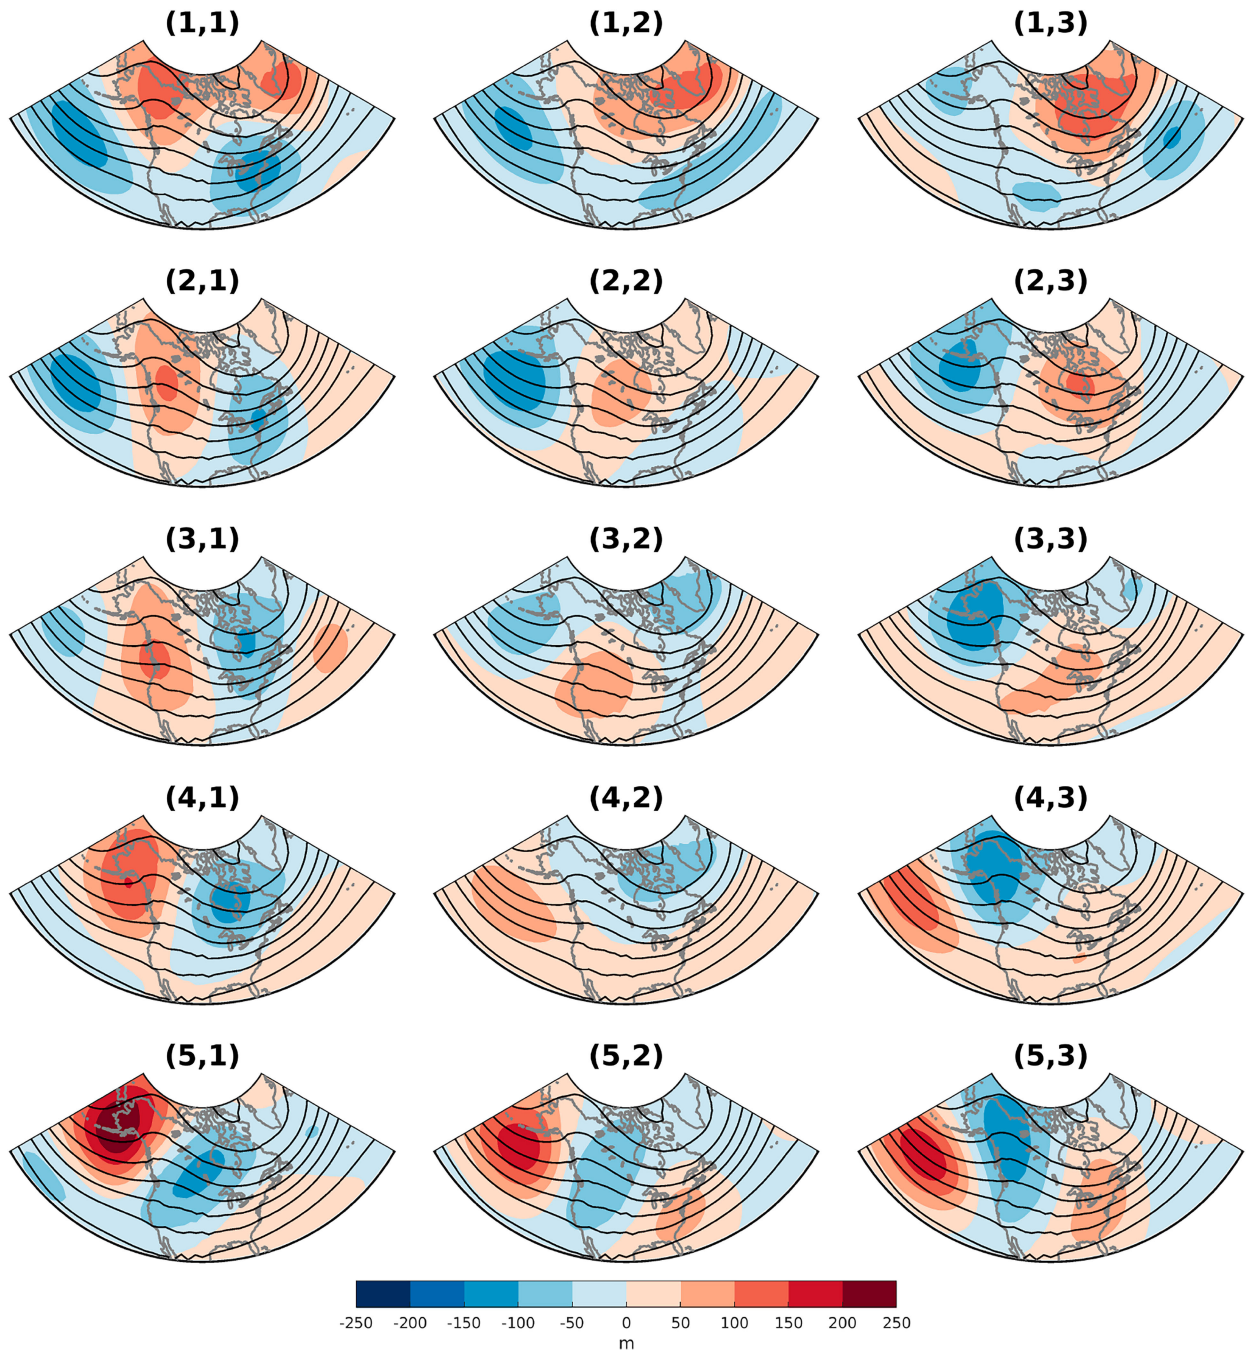 (1,1) (1,2) (1,3)
(2,1) (2,2) (2,3)
(3,1) (3,2) (3,3)
(4,1) (4,2) (4,3)
(5,1) (5,2) (5,3)
-250 -200 -150 -100 -50 0 50 100 150 200 250
m